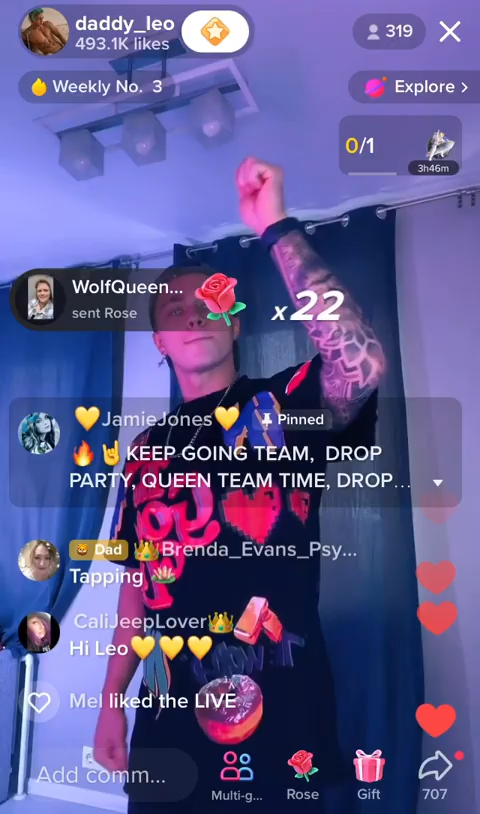 daddy_leo
493.1K likes
319
Weekly No. 3
Explore >
0/1
3h46m
WolfQueen...
sent Rose
x22
JamieJones
Pinned
KEEP GOING TEAM, DROP
PARTY, QUEEN TEAM TIME, DROP...
Dad
Brenda_Evans_Psy...
Tapping
CaliJeepLover
Hi Leo
Mel liked the LIVE
Add comm...
Multi-g...
Rose
Gift
707